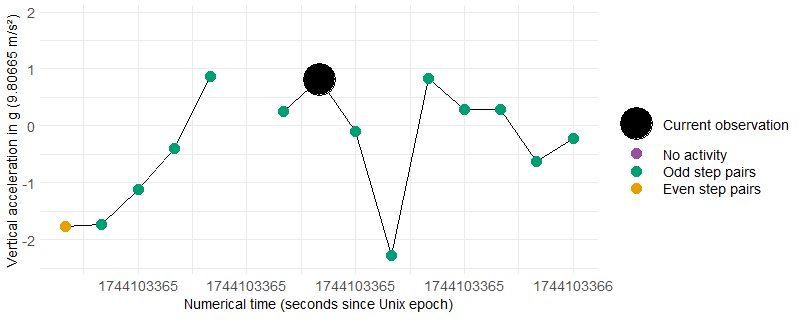 Vertical acceleration in g (9.80665 m/s²)
2
1
0
-1
-2
1744103365
1744103365
1744103365
1744103365
1744103366
Numerical time (seconds since Unix epoch)
Current observation
No activity
Odd step pairs
Even step pairs